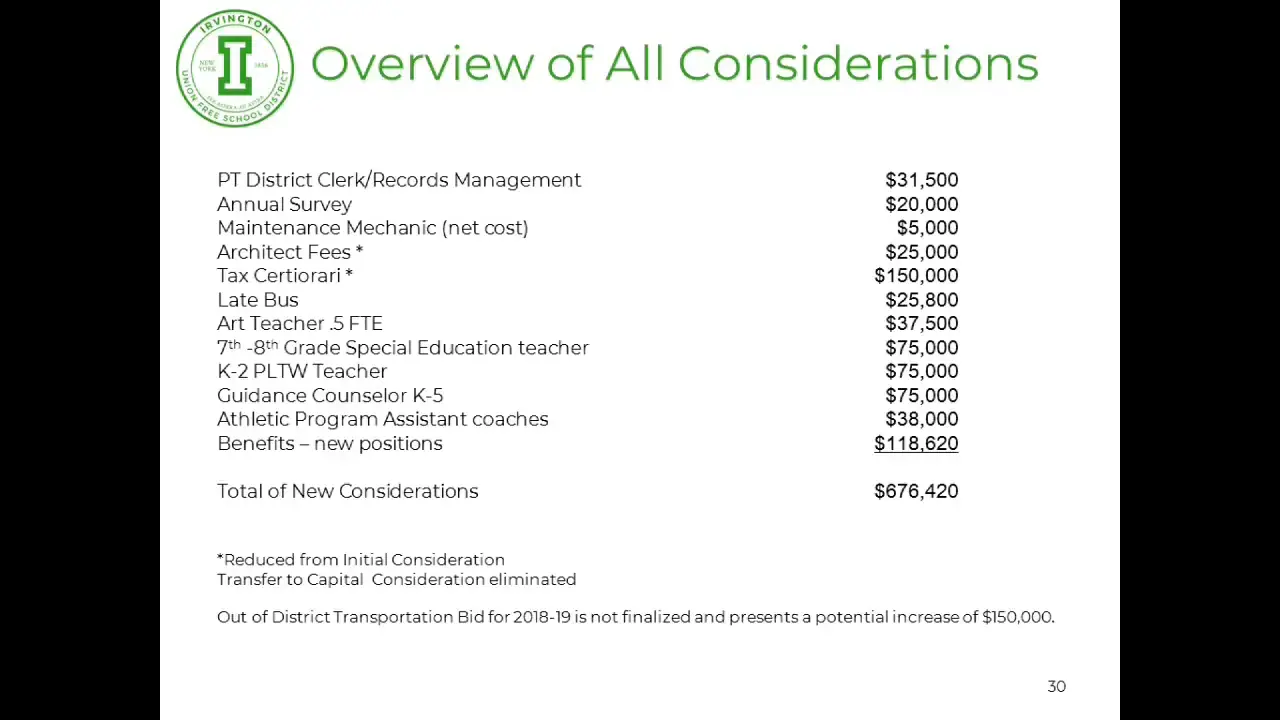 IRVINGTON
NEW YORK
UNION FREE SCHOOL DISTRICT
I
Overview of All Considerations
PT District Clerk/Records Management $31,500
Annual Survey $20,000
Maintenance Mechanic (net cost) $5,000
Architect Fees * $25,000
Tax Certiorari * $150,000
Late Bus $25,800
Art Teacher .5 FTE $37,500
7th -8th Grade Special Education teacher $75,000
K-2 PLTW Teacher $75,000
Guidance Counselor K-5 $75,000
Athletic Program Assistant coaches $38,000
Benefits – new positions $118,620
Total of New Considerations $676,420
*Reduced from Initial Consideration
Transfer to Capital Consideration eliminated
Out of District Transportation Bid for 2018-19 is not finalized and presents a potential increase of $150,000.
30